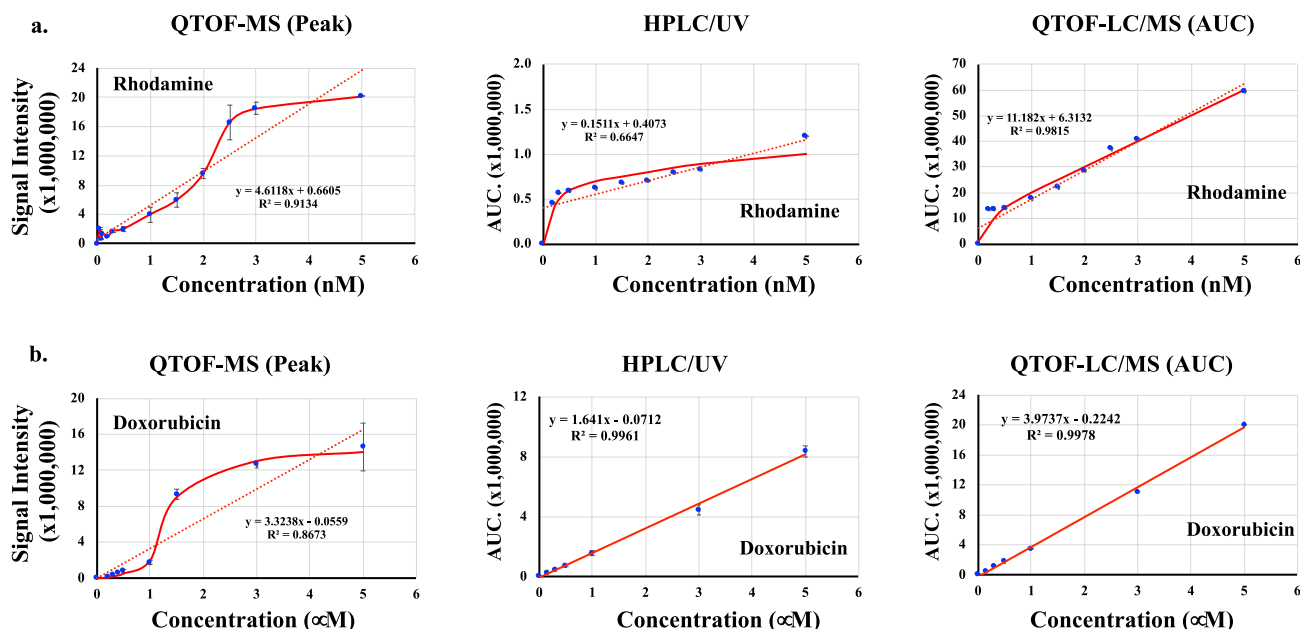 a.
QTOF-MS (Peak)
HPLC/UV
QTOF-LC/MS (AUC)
Signal Intensity
(x1,000,000)
24
20
16
12
8
4
0
Rhodamine
y = 4.6118x + 0.6605
R² = 0.9134
0 1 2 3 4 5 6
Concentration (nM)
AUC. (x1,000,000)
2.0
1.5
1.0
0.5
0.0
y = 0.1511x + 0.4073
R² = 0.6647
Rhodamine
0 1 2 3 4 5 6
Concentration (nM)
AUC. (x1,000,000)
70
60
50
40
30
20
10
0
y = 11.182x + 6.3132
R² = 0.9815
Rhodamine
0 1 2 3 4 5 6
Concentration (nM)
b.
QTOF-MS (Peak)
HPLC/UV
QTOF-LC/MS (AUC)
Signal Intensity
(x1,0000,000)
20
16
12
8
4
0
Doxorubicin
y = 3.3238x - 0.0559
R² = 0.8673
0 1 2 3 4 5 6
Concentration (∝M)
AUC. (x1,000,000)
12
8
4
0
y = 1.641x - 0.0712
R² = 0.9961
Doxorubicin
0 1 2 3 4 5 6
Concentration (∝M)
AUC. (x1,000,000)
24
20
16
12
8
4
0
y = 3.9737x - 0.2242
R² = 0.9978
Doxorubicin
0 1 2 3 4 5 6
Concentration (∝M)